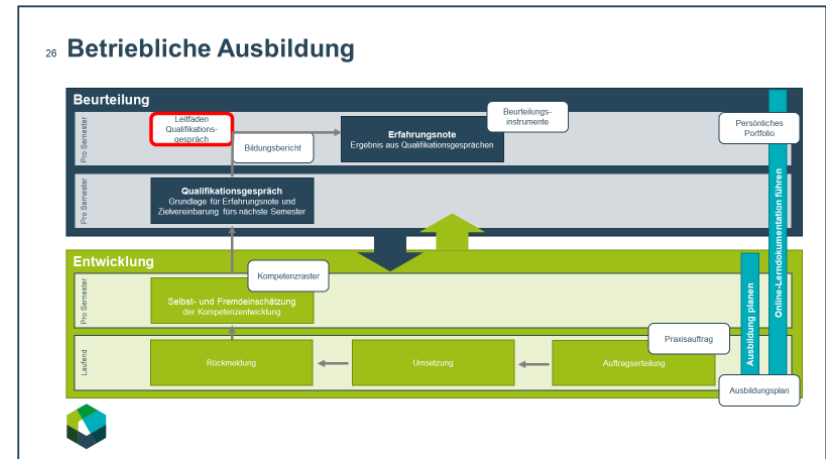 26 Betriebliche Ausbildung
Beurteilung
Pro Semester
Leitfaden
Qualifikations-
gespräch
Bildungsbericht
Erfahrungsnote
Ergebnis aus Qualifikationsgesprächen
Beurteilungs-
instrumente
Persönliches
Portfolio
Pro Semester
Qualifikationsgespräch
Grundlage für Erfahrungsnote und
Zielvereinbarung fürs nächste Semester
Online-Lerndokumentation führen
Entwicklung
Pro Semester
Kompetenzraster
Selbst- und Fremdeinschätzung
der Kompetenzentwicklung
Ausbildung planen
Laufend
Rückmeldung
Umsetzung
Auftragserteilung
Praxisauftrag
Ausbildungsplan